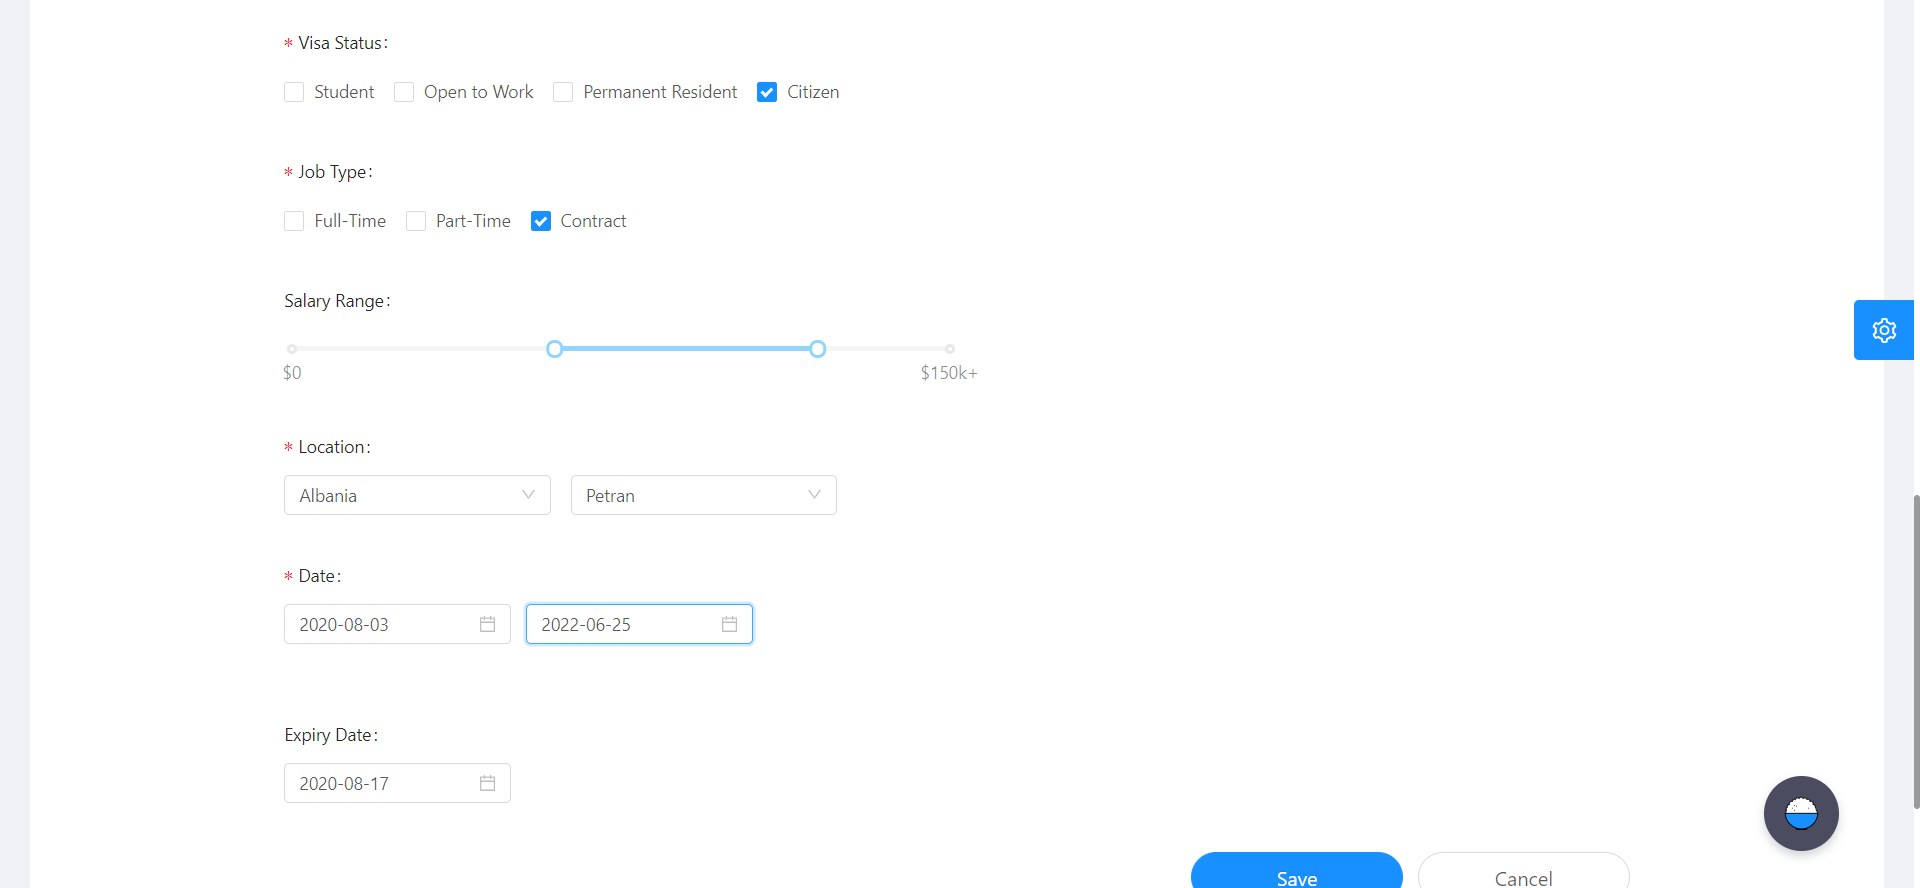 * Visa Status:
Student Open to Work Permanent Resident Citizen
* Job Type:
Full-Time Part-Time Contract
Salary Range:
$0 $150k+
* Location:
Albania Petran
* Date:
2020-08-03 2022-06-25
Expiry Date:
2020-08-17
Save Cancel